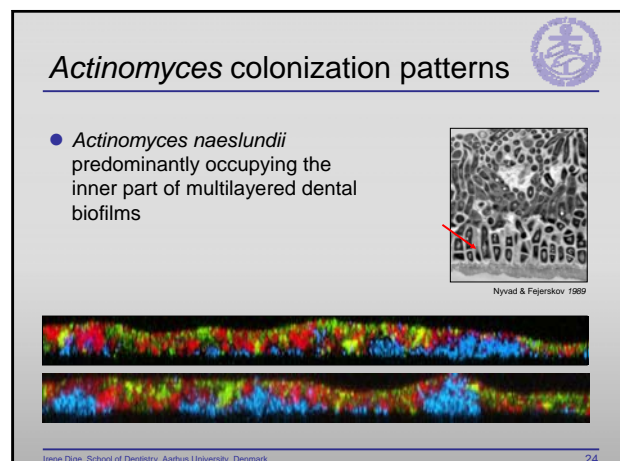 Actinomyces colonization patterns
Actinomyces naeslundii
predominantly occupying the
inner part of multilayered dental
biofilms
Nyvad & Fejerskov 1989
Irene Dige, School of Dentistry, Aarhus University, Denmark
24